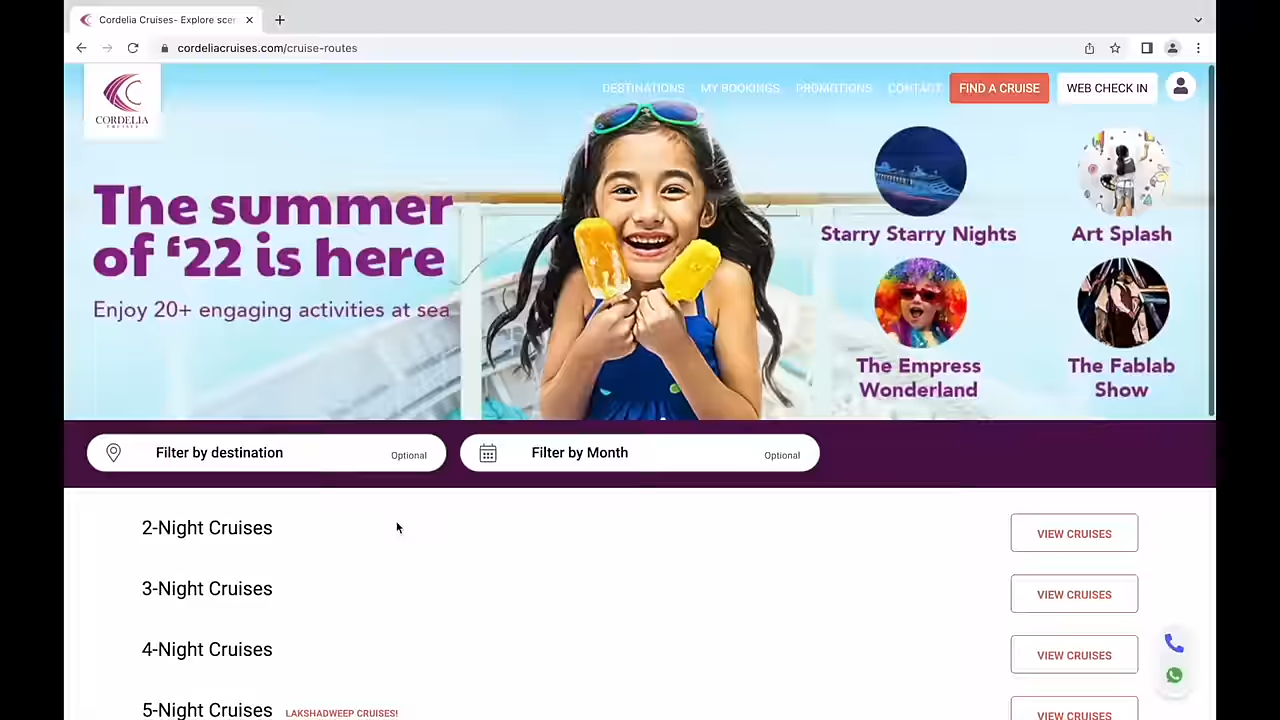 Cordelia Cruises- Explore scer
cordeliacruises.com/cruise-routes
CORDELIA
CRUISES
DESTINATIONS
MY BOOKINGS
PROMOTIONS
CONTACT
FIND A CRUISE
WEB CHECK IN
The summer
of ‘22 is here
Enjoy 20+ engaging activities at sea
Starry Starry Nights
Art Splash
The Empress
Wonderland
The Fablab
Show
Filter by destination
Optional
Filter by Month
Optional
2-Night Cruises
VIEW CRUISES
3-Night Cruises
VIEW CRUISES
4-Night Cruises
VIEW CRUISES
5-Night Cruises
LAKSHADWEEP CRUISES!
VIEW CRUISES